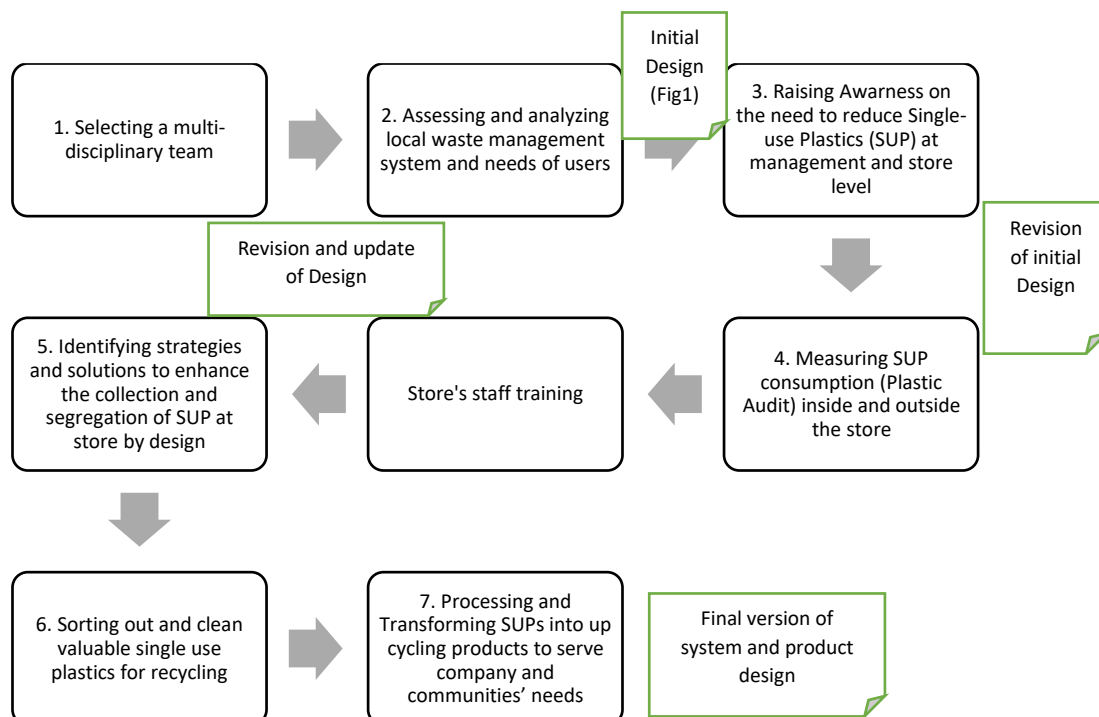 1. Selecting a multi-
disciplinary team
2. Assessing and analyzing
local waste management
system and needs of users
Initial
Design
(Fig1)
3. Raising Awarness on
the need to reduce Single-
use Plastics (SUP) at
management and store
level
Revision
of initial
Design
4. Measuring SUP
consumption (Plastic
Audit) inside and outside
the store
Store's staff training
Revision and update
of Design
5. Identifying strategies
and solutions to enhance
the collection and
segregation of SUP at
store by design
6. Sorting out and clean
valuable single use
plastics for recycling
7. Processing and
Transforming SUPs into up
cycling products to serve
company and
communities’ needs
Final version of
system and product
design